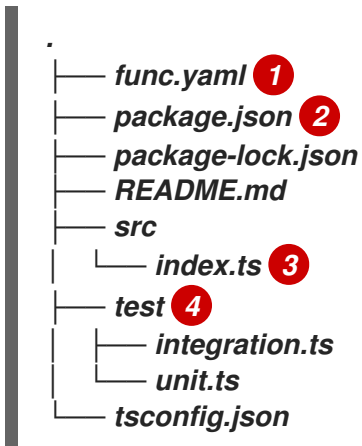 .
├── func.yaml 1
├── package.json 2
├── package-lock.json
├── README.md
├── src
│   └── index.ts 3
├── test 4
│   ├── integration.ts
│   └── unit.ts
└── tsconfig.json